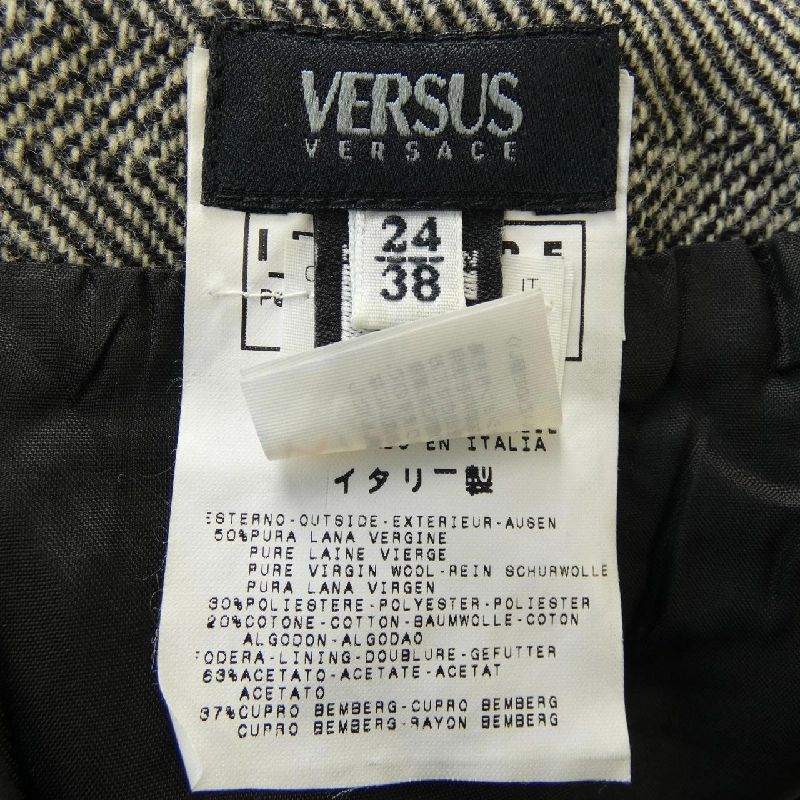 VERSUS
VERSACE
24
38
IT
EN ITALIA
イタリー製
ESTERNO-OUTSIDE-EXTERIEUR-AUSEN
50%PURA LANA VERGINE
PURE LAINE VIERGE
PURE VIRGIN WOOL-REIN SCHURWOLLE
PURA LANA VIRGEN
30%POLIESTERE-POLYESTER-POLIESTER
20%COTONE-COTTON-BAUMWOLLE-COTON
ALGODON-ALGODAO
FODERA-LINING-DOUBLURE-GEFUTTER
63%ACETATO-ACETATE-ACETAT
ACETATO
37%CUPRO BEMBERG-CUPRO BEMBERG
CUPRO BEMBERG-RAYON BEMBERG